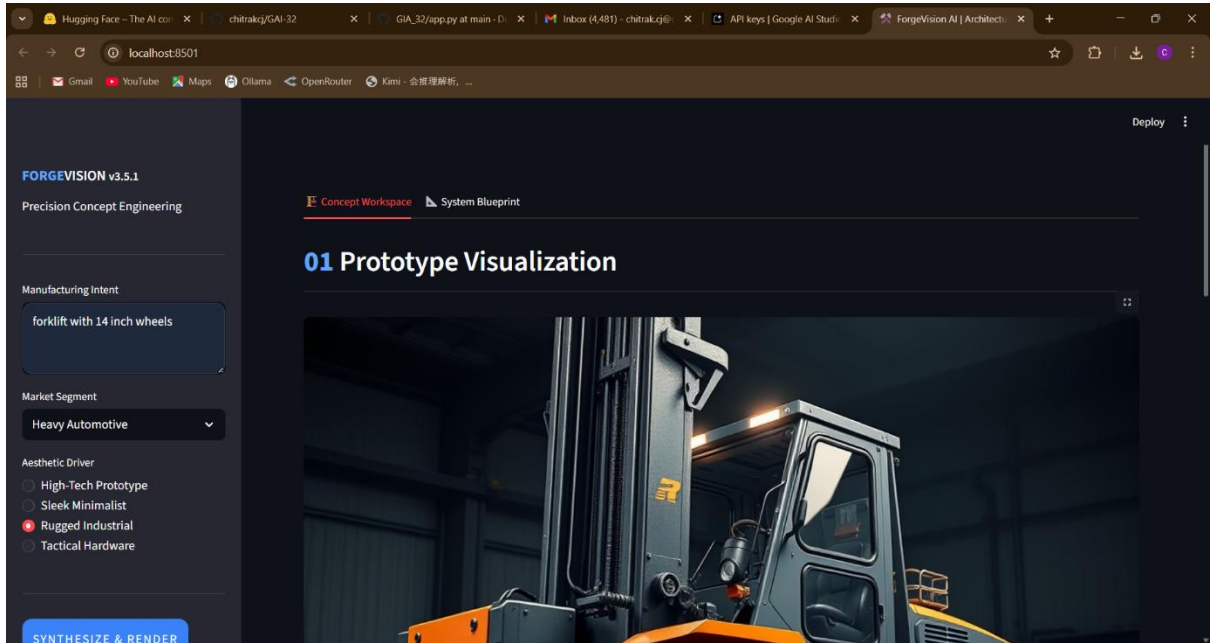 Hugging Face – The AI com
chitrakcj/GAI-32
GIA_32/app.py at main · D
Inbox (4,481) - chitrak.cj@
API keys | Google AI Studio
ForgeVision AI | Architectu
localhost:8501
Gmail
YouTube
Maps
Ollama
OpenRouter
Kimi - 会推理解析，...
Deploy
FORGEVISION v3.5.1
Precision Concept Engineering
Concept Workspace
System Blueprint
01 Prototype Visualization
Manufacturing Intent
forklift with 14 inch wheels
Market Segment
Heavy Automotive
Aesthetic Driver
High-Tech Prototype
Sleek Minimalist
Rugged Industrial
Tactical Hardware
SYNTHESIZE & RENDER